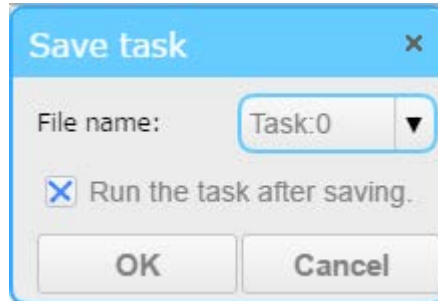 Save task
File name: Task:0
Run the task after saving.
OK Cancel